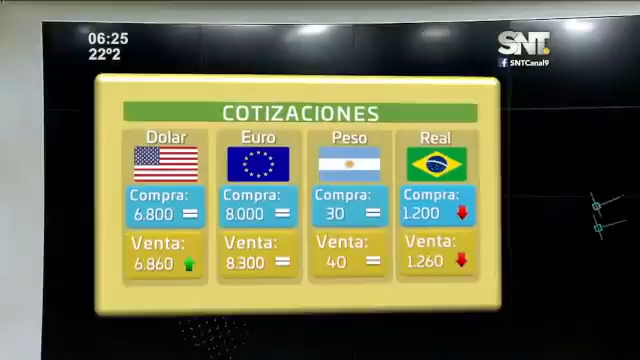 06:25
22°2
SNT.
SNTCanal9
COTIZACIONES
Dolar
Compra:
6.800
Venta:
6.860
Euro
Compra:
8.000
Venta:
8.300
Peso
Compra:
30
Venta:
40
Real
Compra:
1.200
Venta:
1.260